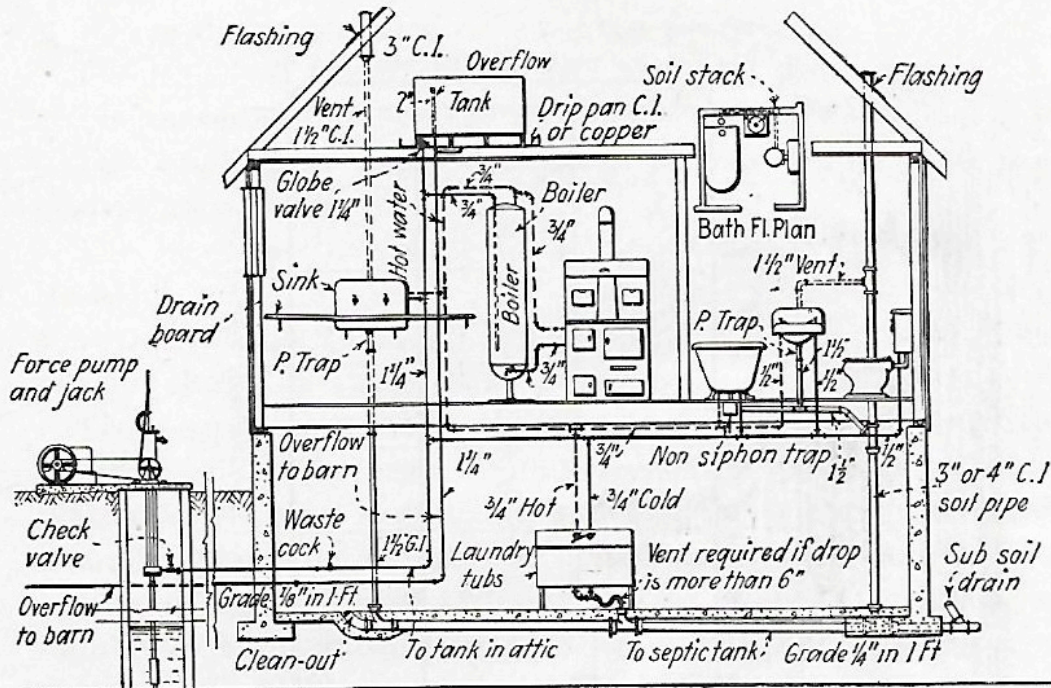 Flashing
3" C.I.
Overflow
2"
Tank
Vent
1½" C.I.
Drip pan C.I.
or copper
Soil stack
Flashing
Globe
valve 1¼"
¾"
¾"
Boiler
¾"
Bath Fl. Plan
Hot water
Sink
Boiler
1½" Vent
Drain
board
P. Trap
P. Trap
1½"
½"
½"
¾"
1¼"
Force pump
and jack
Overflow
to barn
1¼"
¾"
Non siphon trap
1½"
½"
3" or 4" C.I
soil pipe
¾" Hot
¾" Cold
Check
valve
Waste
cock
1½" G.I.
Laundry
tubs
Vent required if drop
is more than 6"
Sub soil
drain
Overflow
to barn
Grade ⅛" in 1 Ft.
Clean-out
To tank in attic
To septic tank
Grade ¼" in 1 Ft